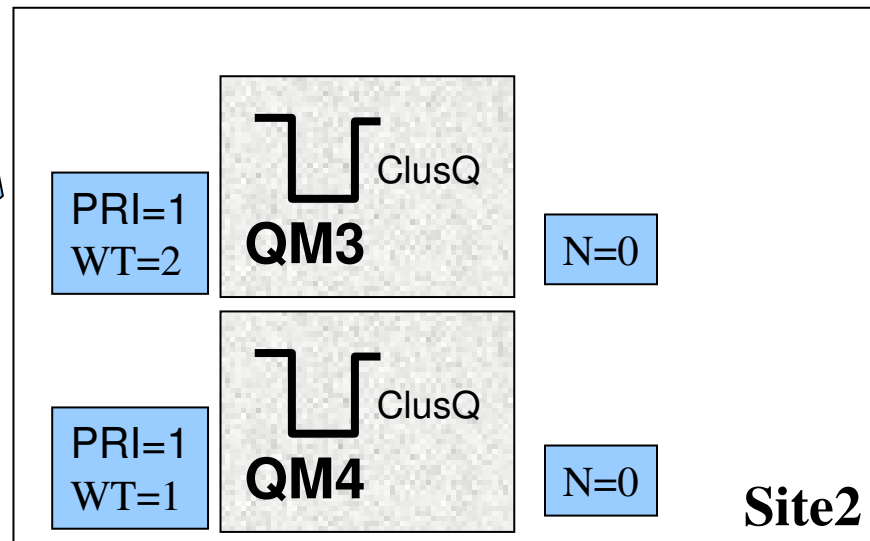 ClusQ
PRI=1
WT=2
QM3
N=0
ClusQ
PRI=1
WT=1
QM4
N=0
Site2